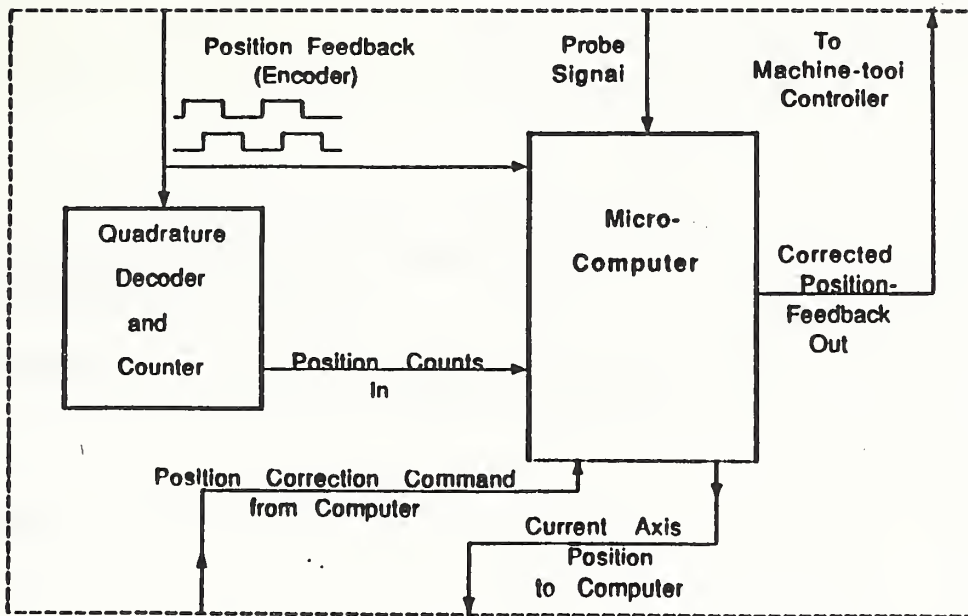 Position Feedback
(Encoder)
Probe
Signal
To
Machine-tool
Controller
Quadrature
Decoder
and
Counter
Micro-
Computer
Corrected
Position-
Feedback
Out
Position Counts
In
Position Correction Command
from Computer
Current Axis
Position
to Computer